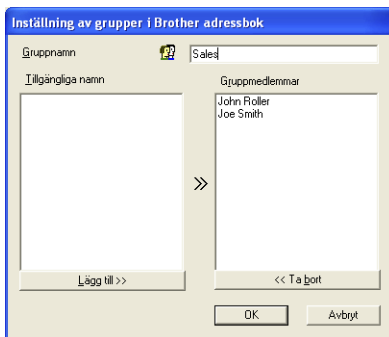 Inställning av grupper i Brother adressbok
Gruppnamn
Sales
Tillgängliga namn
Gruppmedlemmar
John Roller
Joe Smith
Lägg till >>
<< Ta bort
OK
Avbryt